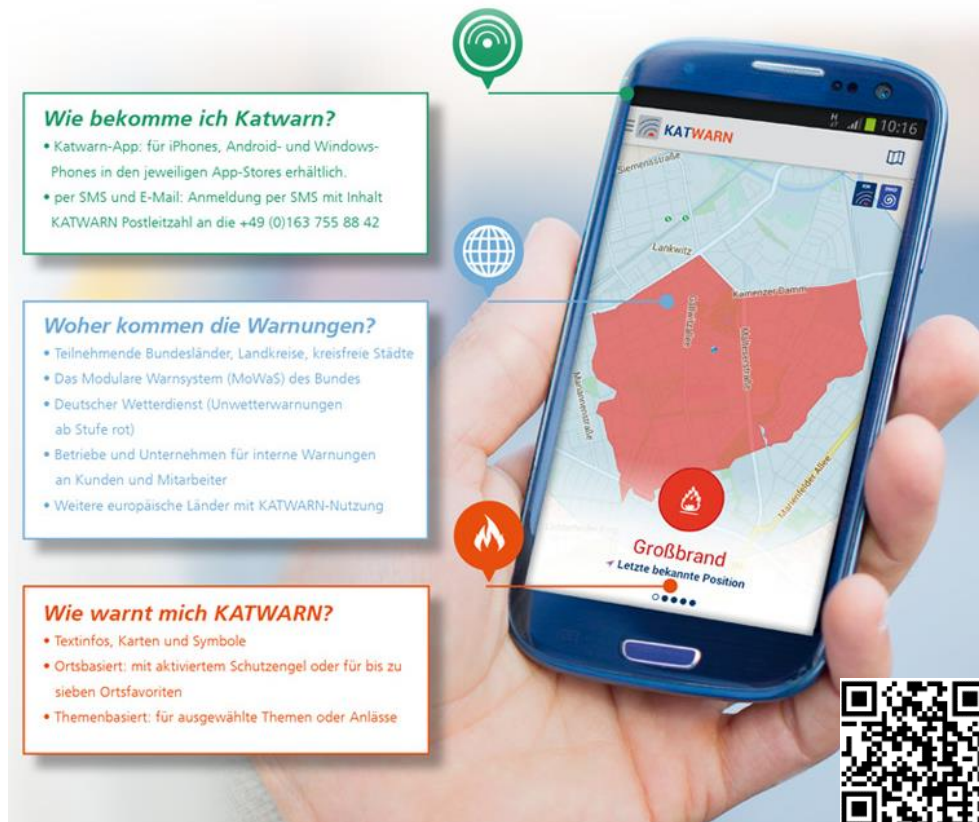 Wie bekomme ich Katwarn?
• Katwarn-App: für iPhones, Android- und Windows-
Phones in den jeweiligen App-Stores erhältlich.
• per SMS und E-Mail: Anmeldung per SMS mit Inhalt
KATWARN Postleitzahl an die +49 (0)163 755 88 42
Woher kommen die Warnungen?
• Teilnehmende Bundesländer, Landkreise, kreisfreie Städte
• Das Modulare Warnsystem (MoWaS) des Bundes
• Deutscher Wetterdienst (Unwetterwarnungen
ab Stufe rot)
• Betriebe und Unternehmen für interne Warnungen
an Kunden und Mitarbeiter
• Weitere europäische Länder mit KATWARN-Nutzung
Wie warnt mich KATWARN?
• Textinfos, Karten und Symbole
• Ortsbasiert: mit aktiviertem Schutzengel oder für bis zu
sieben Ortsfavoriten
• Themenbasiert: für ausgewählte Themen oder Anlässe
H 10:16
KATWARN
Siemensstraße
Lankwitz
Kamenzer Damm
Malteserstraße
Mariannenstraße
Marienfelder Allee
Großbrand
Letzte bekannte Position